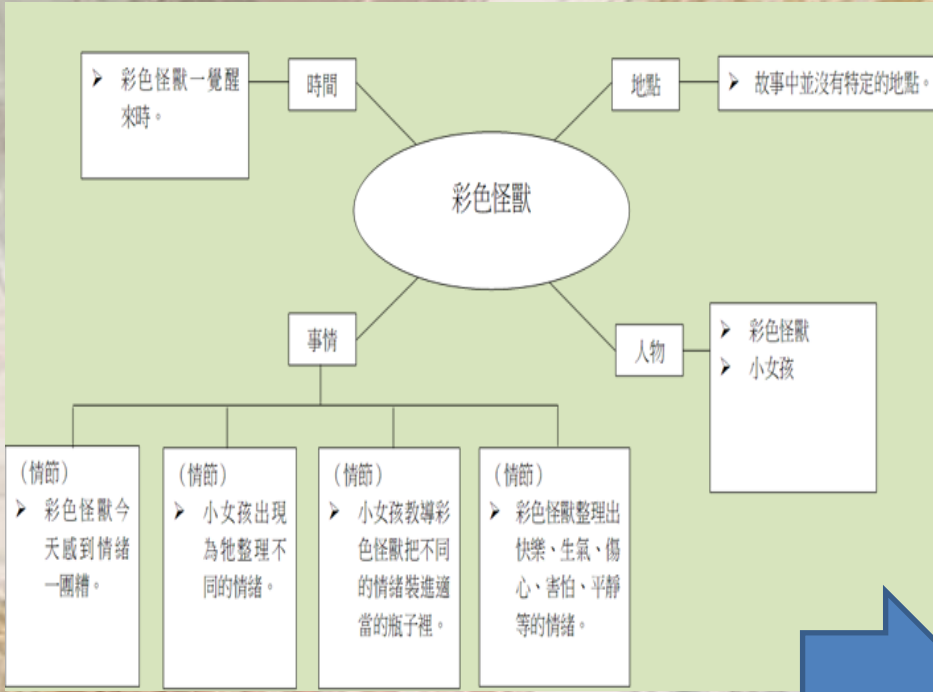 彩色怪獸
時間
➤ 彩色怪獸一覺醒
來時。
地點
➤ 故事中並沒有特定的地點。
人物
➤ 彩色怪獸
➤ 小女孩
事情
(情節)
➤ 彩色怪獸今
天感到情緒
一團糟。
(情節)
➤ 小女孩出現
為牠整理不
同的情緒。
(情節)
➤ 小女孩教導彩
色怪獸把不同
的情緒裝進適
當的瓶子裡。
(情節)
➤ 彩色怪獸整理出
快樂、生氣、傷
心、害怕、平靜
等的情緒。